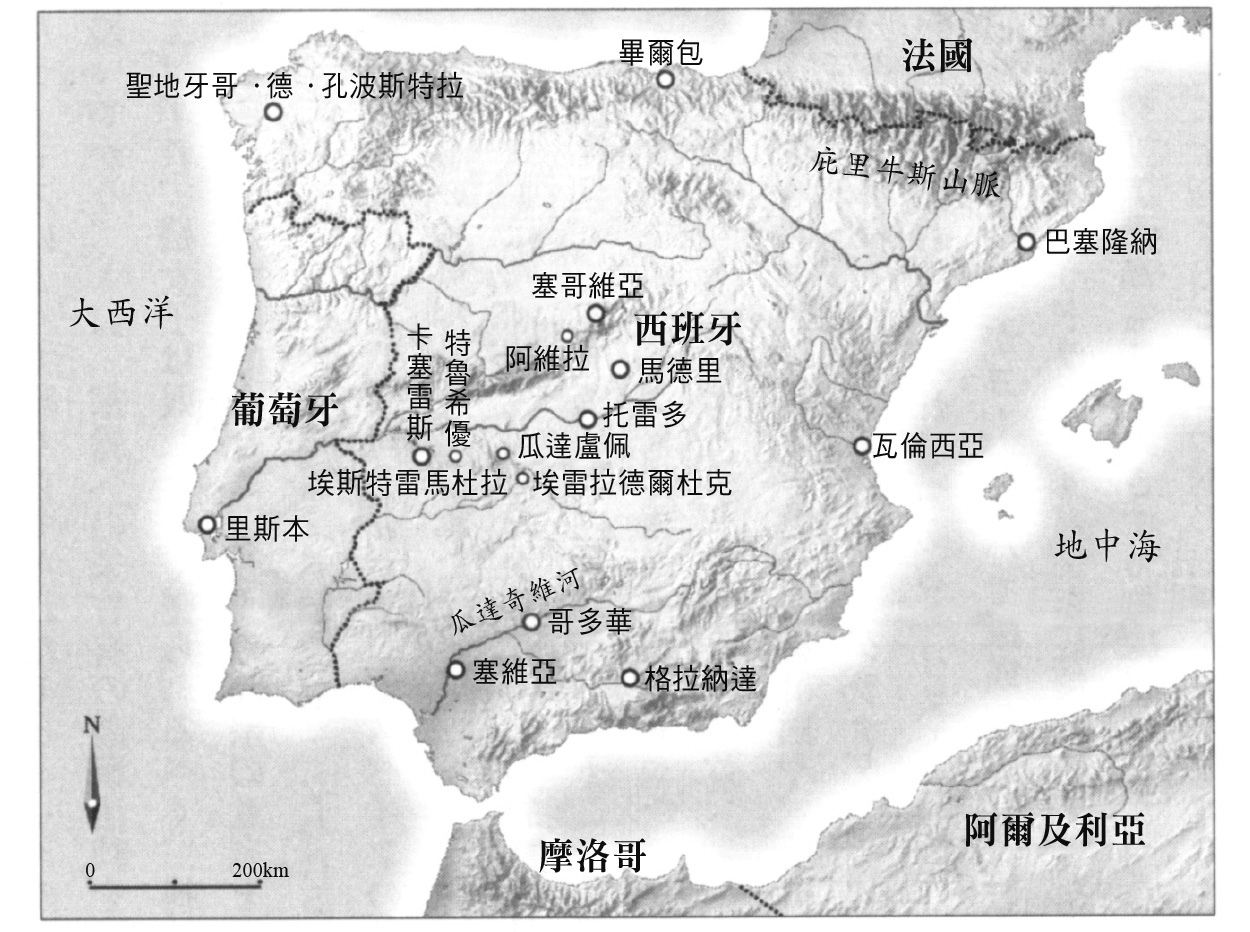 法國
畢爾包
聖地牙哥·德·孔波斯特拉
庇里牛斯山脈
巴塞隆納
大西洋
塞哥維亞
西班牙
阿維拉
馬德里
卡塞雷斯
特魯希優
葡萄牙
托雷多
瓜達盧佩
瓦倫西亞
埃斯特雷馬杜拉
埃雷拉德爾杜克
里斯本
地中海
瓜達奇維河
哥多華
塞維亞
格拉納達
N
0
200km
摩洛哥
阿爾及利亞